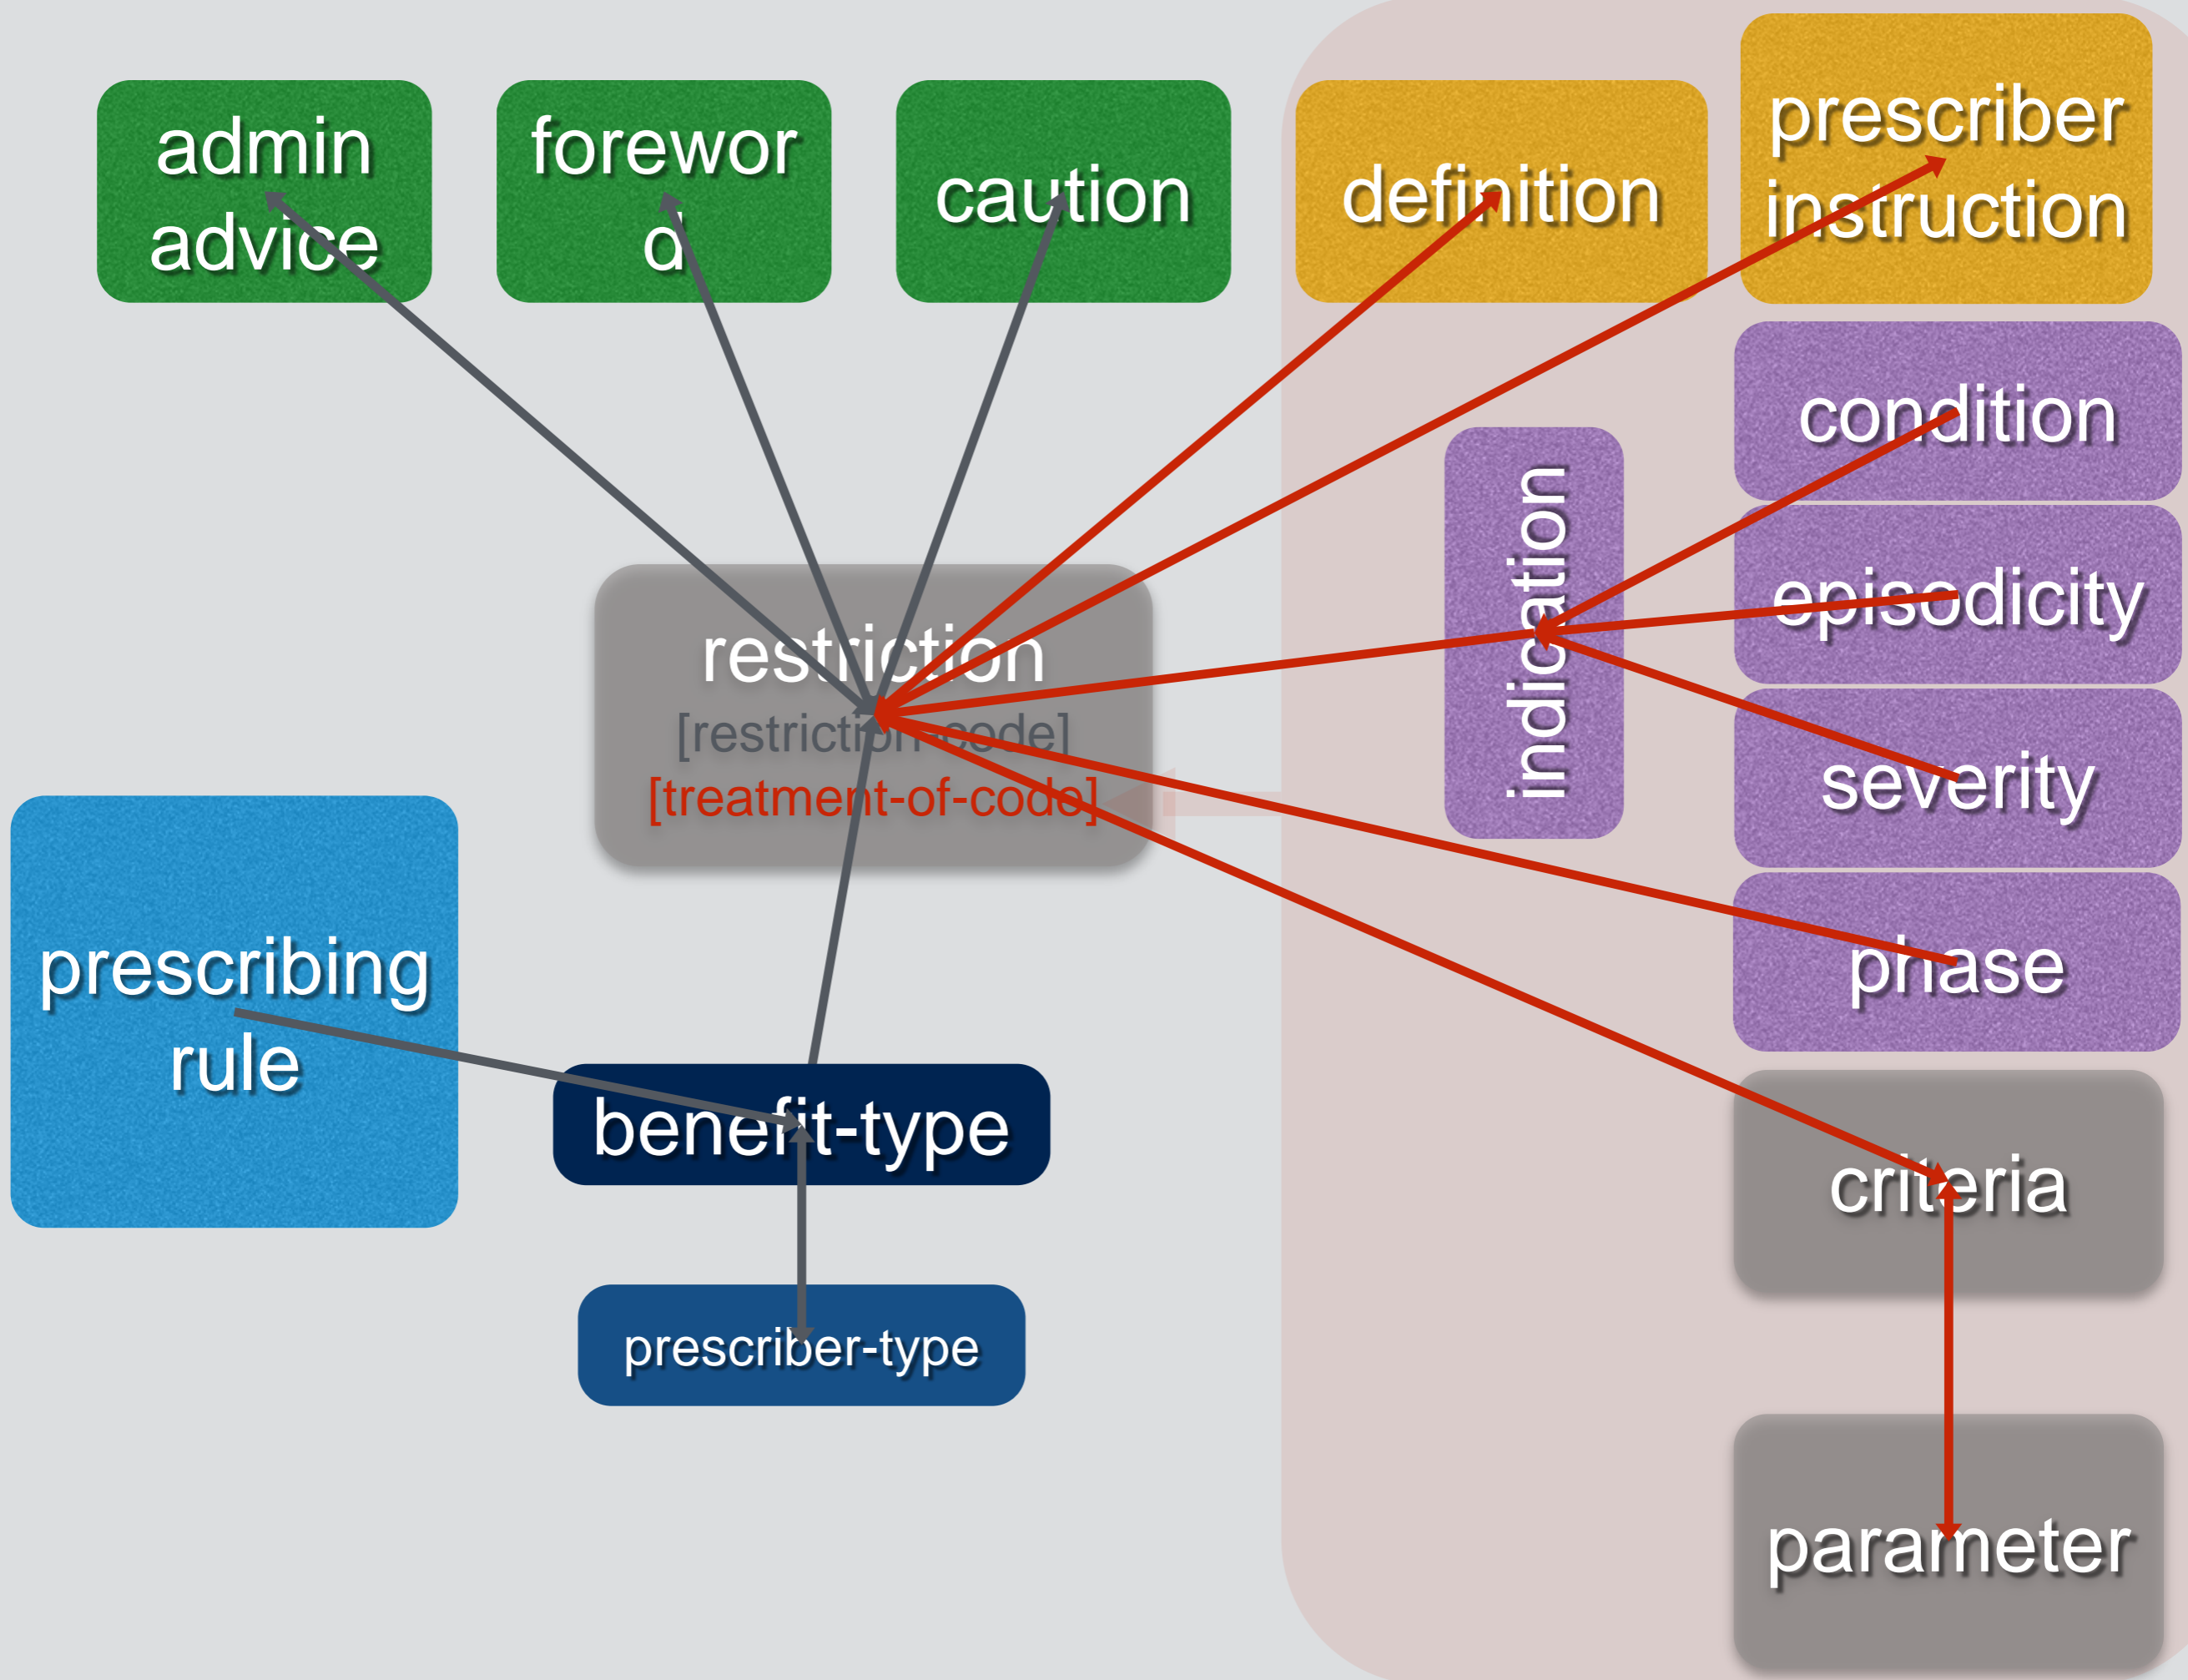 admin
advice
forewor
d
caution
definition
prescriber
instruction
condition
indication
episodicity
restriction
[restriction-code]
[treatment-of-code]
severity
prescribing
rule
phase
benefit-type
criteria
prescriber-type
parameter